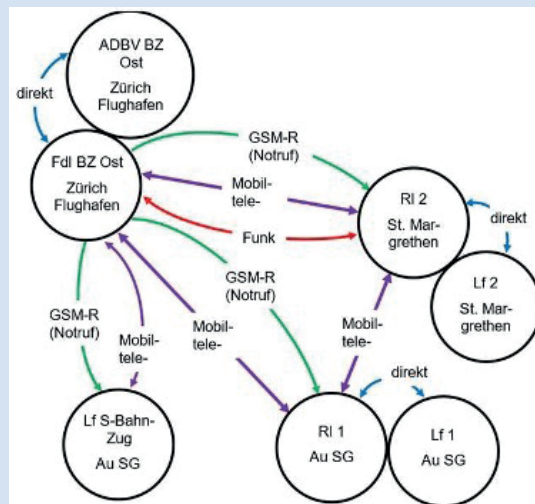 ADBV BZ
Ost
Zürich
Flughafen
direkt
Fdl BZ Ost
Zürich
Flughafen
GSM-R
(Notruf)
Mobil-
tele-
Funk
Rl 2
St. Mar-
grethen
direkt
Lf 2
St. Mar-
grethen
GSM-R
(Notruf)
GSM-R
(Notruf)
Mobil-
tele-
Mobil-
tele-
Mobil-
tele-
direkt
Lf S-Bahn-
Zug
Au SG
Rl 1
Au SG
Lf 1
Au SG